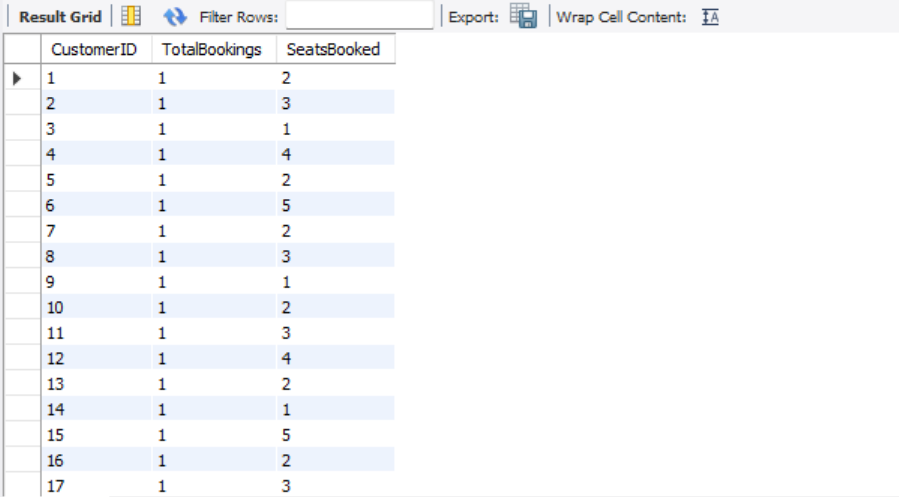 Result Grid Filter Rows: Export: Wrap Cell Content: IA
CustomerID TotalBookings SeatsBooked
1 1 2
2 1 3
3 1 1
4 1 4
5 1 2
6 1 5
7 1 2
8 1 3
9 1 1
10 1 2
11 1 3
12 1 4
13 1 2
14 1 1
15 1 5
16 1 2
17 1 3